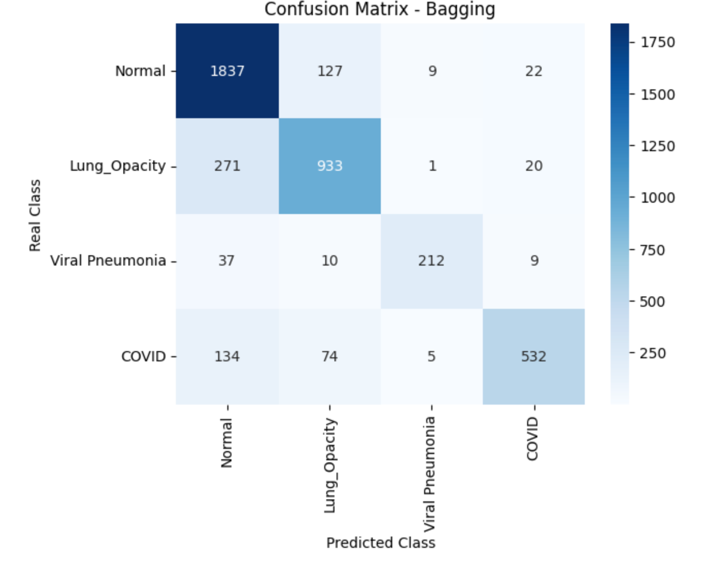 Confusion Matrix - Bagging
Normal 1837 127 9 22
Lung_Opacity 271 933 1 20
Viral Pneumonia 37 10 212 9
COVID 134 74 5 532
Real Class
Normal Lung_Opacity Viral Pneumonia COVID
Predicted Class
1750
1500
1250
1000
750
500
250